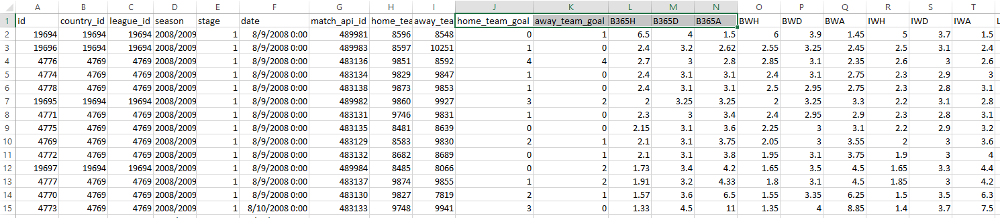 A B C D E F G H I J K L M N O P Q R S T
1 id country_id league_id season stage date match_api_id home_tea away_tea home_team_goal away_team_goal B365H B365D B365A BWH BWD BWA IWH IWD IWA L
2 19694 19694 19694 2008/2009 1 8/9/2008 0:00 489981 8596 8548 0 1 6.5 4 1.5 6 3.9 1.45 5 3.7 1.5
3 19696 19694 19694 2008/2009 1 8/9/2008 0:00 489983 8597 10251 1 0 2.4 3.2 2.62 2.55 3.25 2.45 2.5 3.1 2.4
4 4776 4769 4769 2008/2009 1 8/9/2008 0:00 483136 9851 8592 4 4 2.7 3 2.8 2.85 3.1 2.35 2.6 3 2.6
5 4774 4769 4769 2008/2009 1 8/9/2008 0:00 483134 9829 9847 1 0 2.4 3.1 3.1 2.4 3.1 2.75 2.3 2.9 3
6 4778 4769 4769 2008/2009 1 8/9/2008 0:00 483138 9873 9853 1 0 2.4 3.1 3.1 2.5 2.95 2.75 2.3 2.8 3.1
7 19695 19694 19694 2008/2009 1 8/9/2008 0:00 489982 9860 9927 3 2 2 3.25 3.25 2 3.25 3.3 2.2 3.1 2.8
8 4771 4769 4769 2008/2009 1 8/9/2008 0:00 483131 9746 9831 1 0 2.3 3 3.4 2.4 2.95 2.9 2.3 2.8 3.1
9 4775 4769 4769 2008/2009 1 8/9/2008 0:00 483135 8481 8639 0 0 2.15 3.1 3.6 2.25 3 3.1 2.2 2.9 3.2
10 4769 4769 4769 2008/2009 1 8/9/2008 0:00 483129 8583 9830 2 1 2.1 3.1 3.75 2.05 3 3.55 2 3 3.6
11 4772 4769 4769 2008/2009 1 8/9/2008 0:00 483132 8682 8689 0 1 2.1 3.1 3.8 1.95 3.1 3.75 1.9 3 4
12 19697 19694 19694 2008/2009 1 8/9/2008 0:00 489984 8485 8066 0 2 1.73 3.4 4.2 1.65 3.5 4.5 1.65 3.3 4.4
13 4777 4769 4769 2008/2009 1 8/9/2008 0:00 483137 9874 9855 1 2 1.91 3.2 4.33 1.8 3.1 4.5 1.85 3 4.2
14 4770 4769 4769 2008/2009 1 8/9/2008 0:00 483130 9827 7819 2 1 1.57 3.6 6.5 1.55 3.35 6.25 1.5 3.5 6.3
15 4773 4769 4769 2008/2009 1 8/10/2008 0:00 483133 9748 9941 3 0 1.33 4.5 11 1.35 4 8.85 1.4 3.7 7.5